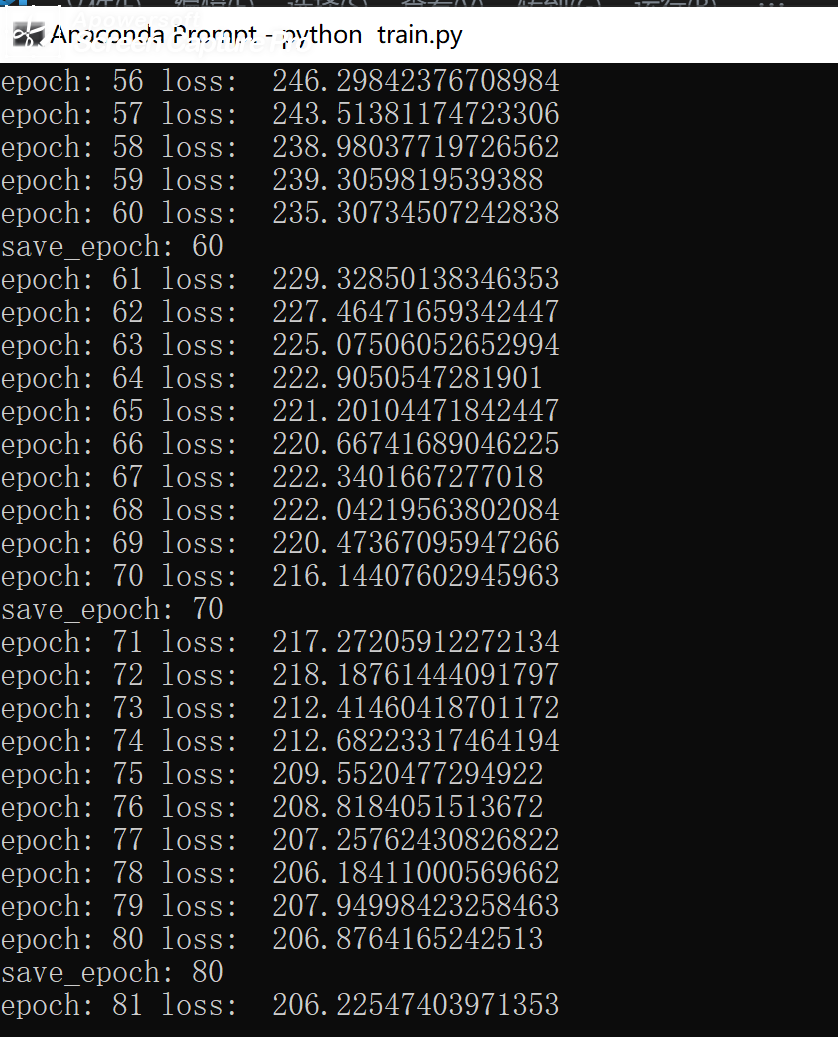 Anaconda Prompt - python train.py
epoch: 56 loss: 246.29842376708984
epoch: 57 loss: 243.51381174723306
epoch: 58 loss: 238.98037719726562
epoch: 59 loss: 239.3059819539388
epoch: 60 loss: 235.30734507242838
save_epoch: 60
epoch: 61 loss: 229.32850138346353
epoch: 62 loss: 227.46471659342447
epoch: 63 loss: 225.07506052652994
epoch: 64 loss: 222.9050547281901
epoch: 65 loss: 221.20104471842447
epoch: 66 loss: 220.66741689046225
epoch: 67 loss: 222.3401667277018
epoch: 68 loss: 222.04219563802084
epoch: 69 loss: 220.47367095947266
epoch: 70 loss: 216.14407602945963
save_epoch: 70
epoch: 71 loss: 217.27205912272134
epoch: 72 loss: 218.18761444091797
epoch: 73 loss: 212.41460418701172
epoch: 74 loss: 212.68223317464194
epoch: 75 loss: 209.5520477294922
epoch: 76 loss: 208.8184051513672
epoch: 77 loss: 207.25762430826822
epoch: 78 loss: 206.18411000569662
epoch: 79 loss: 207.94998423258463
epoch: 80 loss: 206.8764165242513
save_epoch: 80
epoch: 81 loss: 206.22547403971353